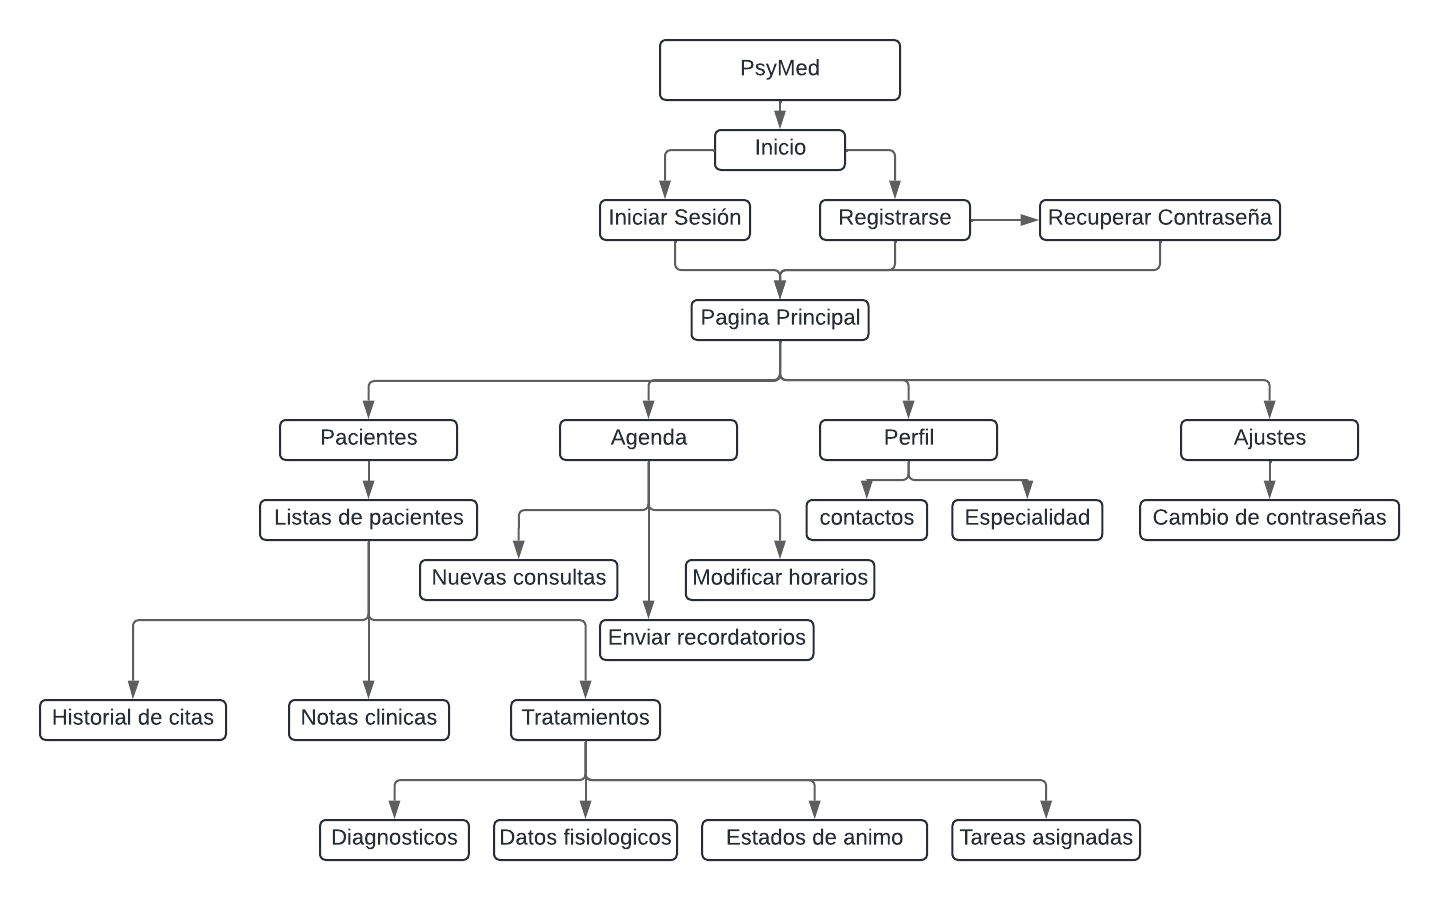 PsyMed
Inicio
Iniciar Sesión
Registrarse
Recuperar Contraseña
Pagina Principal
Pacientes
Agenda
Perfil
Ajustes
Listas de pacientes
contactos
Especialidad
Cambio de contraseñas
Nuevas consultas
Modificar horarios
Enviar recordatorios
Historial de citas
Notas clinicas
Tratamientos
Diagnosticos
Datos fisiologicos
Estados de animo
Tareas asignadas